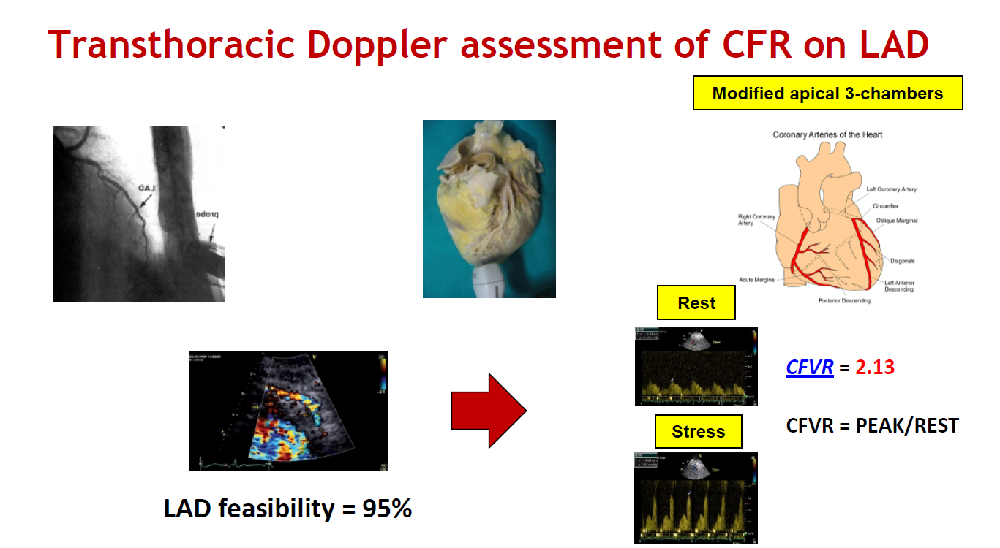 Transthoracic Doppler assessment of CFR on LAD
Modified apical 3-chambers
LAD
probe
Coronary Arteries of the Heart
Left Coronary Artery
Circumflex
Oblique Marginal
Right Coronary
Artery
Diagonals
Acute Marginal
Left Anterior
Descending
Posterior Descending
Rest
CFVR = 2.13
CFVR = PEAK/REST
Stress
LAD feasibility = 95%